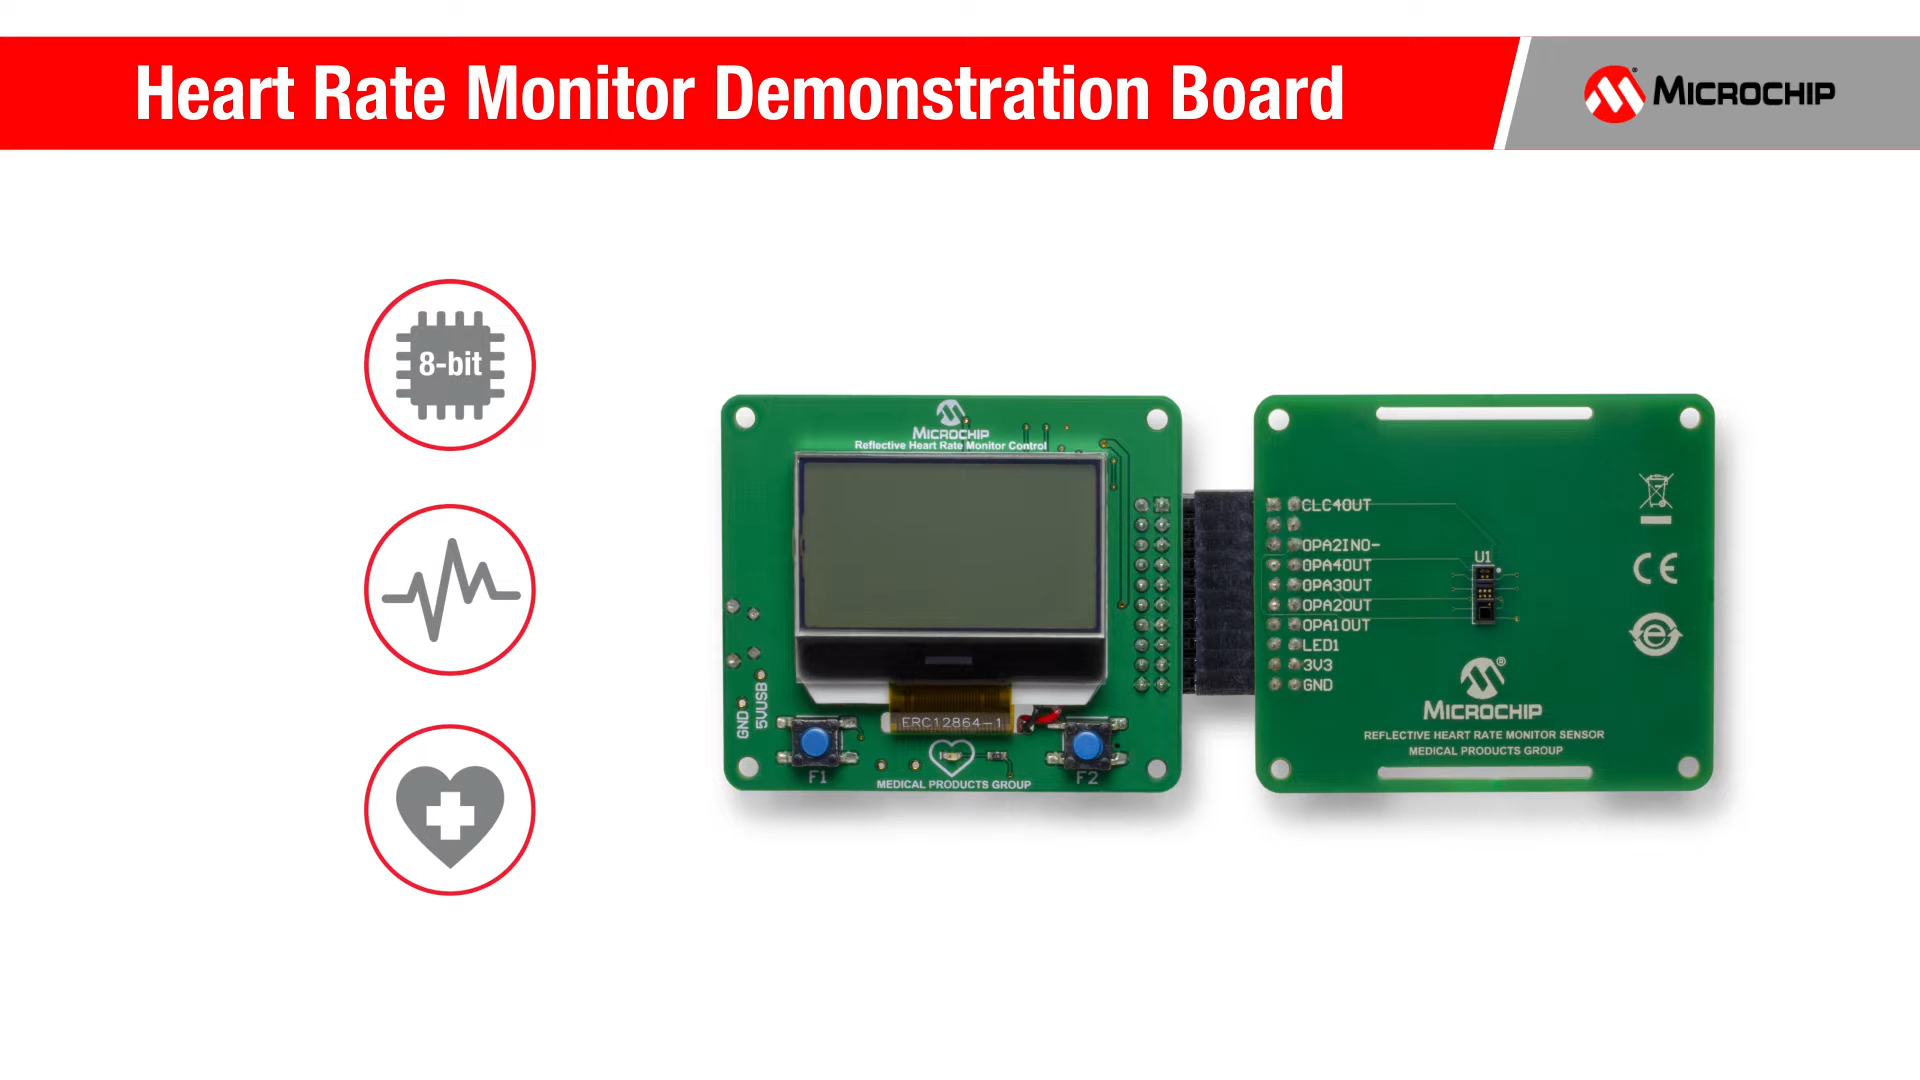 Heart Rate Monitor Demonstration Board
MICROCHIP
8-bit
MICROCHIP
Reflective Heart Rate Monitor Control
GND
5VUSB
ERC12864-1
F1
F2
MEDICAL PRODUCTS GROUP
CLC4OUT
OPA2IN0-
OPA4OUT
OPA3OUT
OPA2OUT
OPA1OUT
LED1
3V3
GND
U1
CE
e
MICROCHIP
REFLECTIVE HEART RATE MONITOR SENSOR
MEDICAL PRODUCTS GROUP